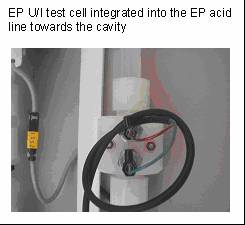 EP U/I test cell integrated into the EP acid
line towards the cavity